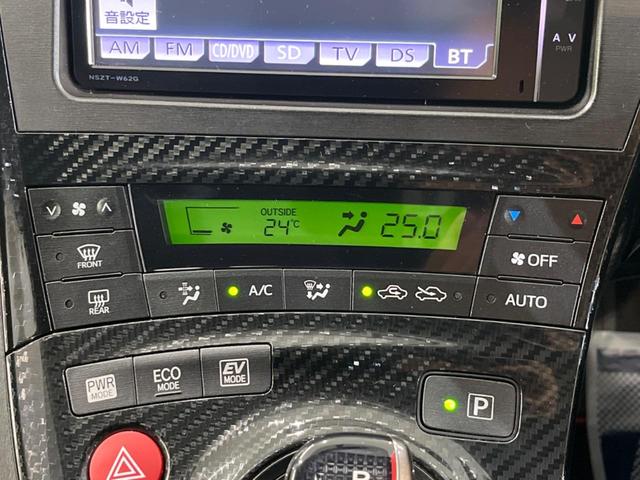 音設定
AM FM CD/DVD SD TV DS BT
NSZT-W62G
A V
PWR
OUTSIDE
24℃ 25.0
FRONT
OFF
REAR
A/C
AUTO
PWR MODE
ECO MODE
EV MODE
P